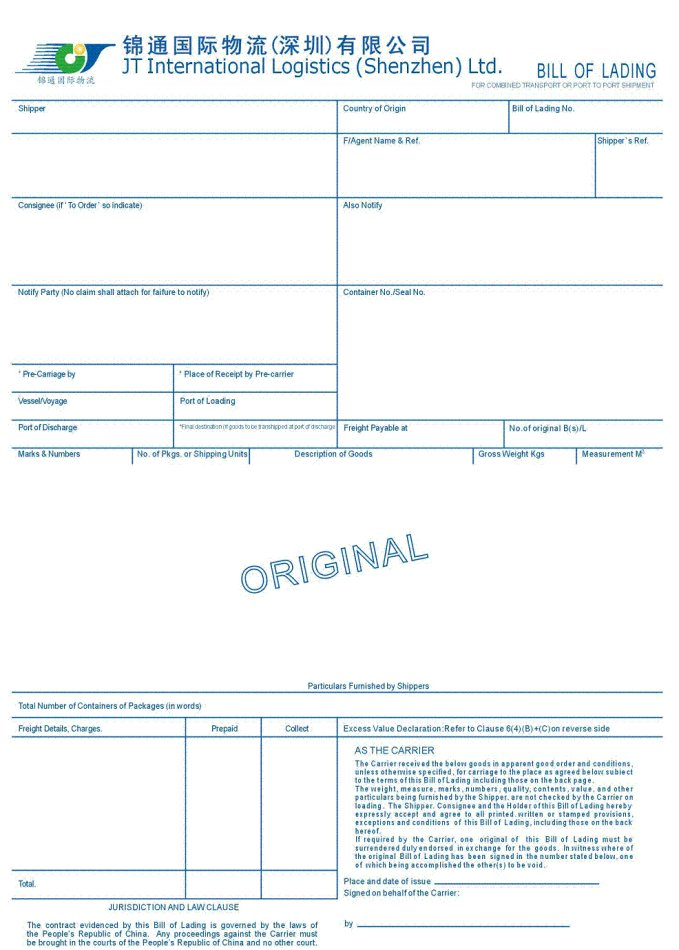 锦通国际物流(深圳)有限公司
JT International Logistics (Shenzhen) Ltd.
锦通国际物流
BILL OF LADING
FOR COMBINED TRANSPORT OR PORT TO PORT SHIPMENT
Shipper
Country of Origin
Bill of Lading No.
F/Agent Name & Ref.
Shipper`s Ref.
Consignee (if ‘To Order’ so indicate)
Also Notify
Notify Party (No claim shall attach for faifure to notify)
Container No./Seal No.
* Pre-Carriage by
* Place of Receipt by Pre-carrier
Vessel/Voyage
Port of Loading
Port of Discharge
*Final destination (if goods to be transhipped at port of discharge
Freight Payable at
No.of original B(s)/L
Marks & Numbers
No. of Pkgs. or Shipping Units
Description of Goods
Gross Weight Kgs
Measurement M³
ORIGINAL
Particulars Furnished by Shippers
Total Number of Containers of Packages (in words)
Freight Details, Charges.
Prepaid
Collect
Excess Value Declaration:Refer to Clause 6(4)(B)+(C)on reverse side
AS THE CARRIER
The Carrier received the below goods in apparent good order and conditions,
unless otherwise specified, for carriage to the place as agreed below subject
to the terms of this Bill of Lading including those on the back page.
The weight, measure, marks, numbers, quality, contents, value, and other
particulars being furnished by the Shipper. are not checked by the Carrier on
loading. The Shipper. Consignee and the Holder of this Bill of Lading hereby
expressly accept and agree to all printed. written or stamped provisions,
exceptions and conditions of this Bill of Lading, including those on the back
hereof.
If required by the Carrier, one original of this Bill of Lading must be
surrendered duly endorsed in exchange for the goods. In witness where of
the original Bill of Lading has been signed in the number stated below, one
of which being accomplished the other(s) to be void.
Total.
Place and date of issue
Signed on behalf of the Carrier:
JURISDICTION AND LAW CLAUSE
The contract evidenced by this Bill of Lading is governed by the laws of
the People's Republic of China. Any proceedings against the Carrier must
be brought in the courts of the People's Republic of China and no other court.
by